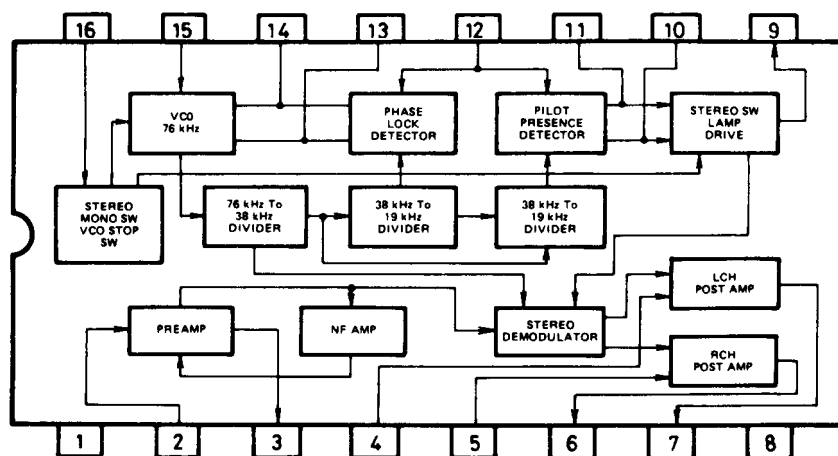 16 15 14 13 12 11 10 9
VCO
76 kHz
PHASE
LOCK
DETECTOR
PILOT
PRESENCE
DETECTOR
STEREO SW
LAMP
DRIVE
STEREO
MONO SW
VCO STOP
SW
76 kHz To
38 kHz
DIVIDER
38 kHz To
19 kHz
DIVIDER
38 kHz To
19 kHz
DIVIDER
PREAMP
NF AMP
STEREO
DEMODULATOR
LCH
POST AMP
RCH
POST AMP
1 2 3 4 5 6 7 8